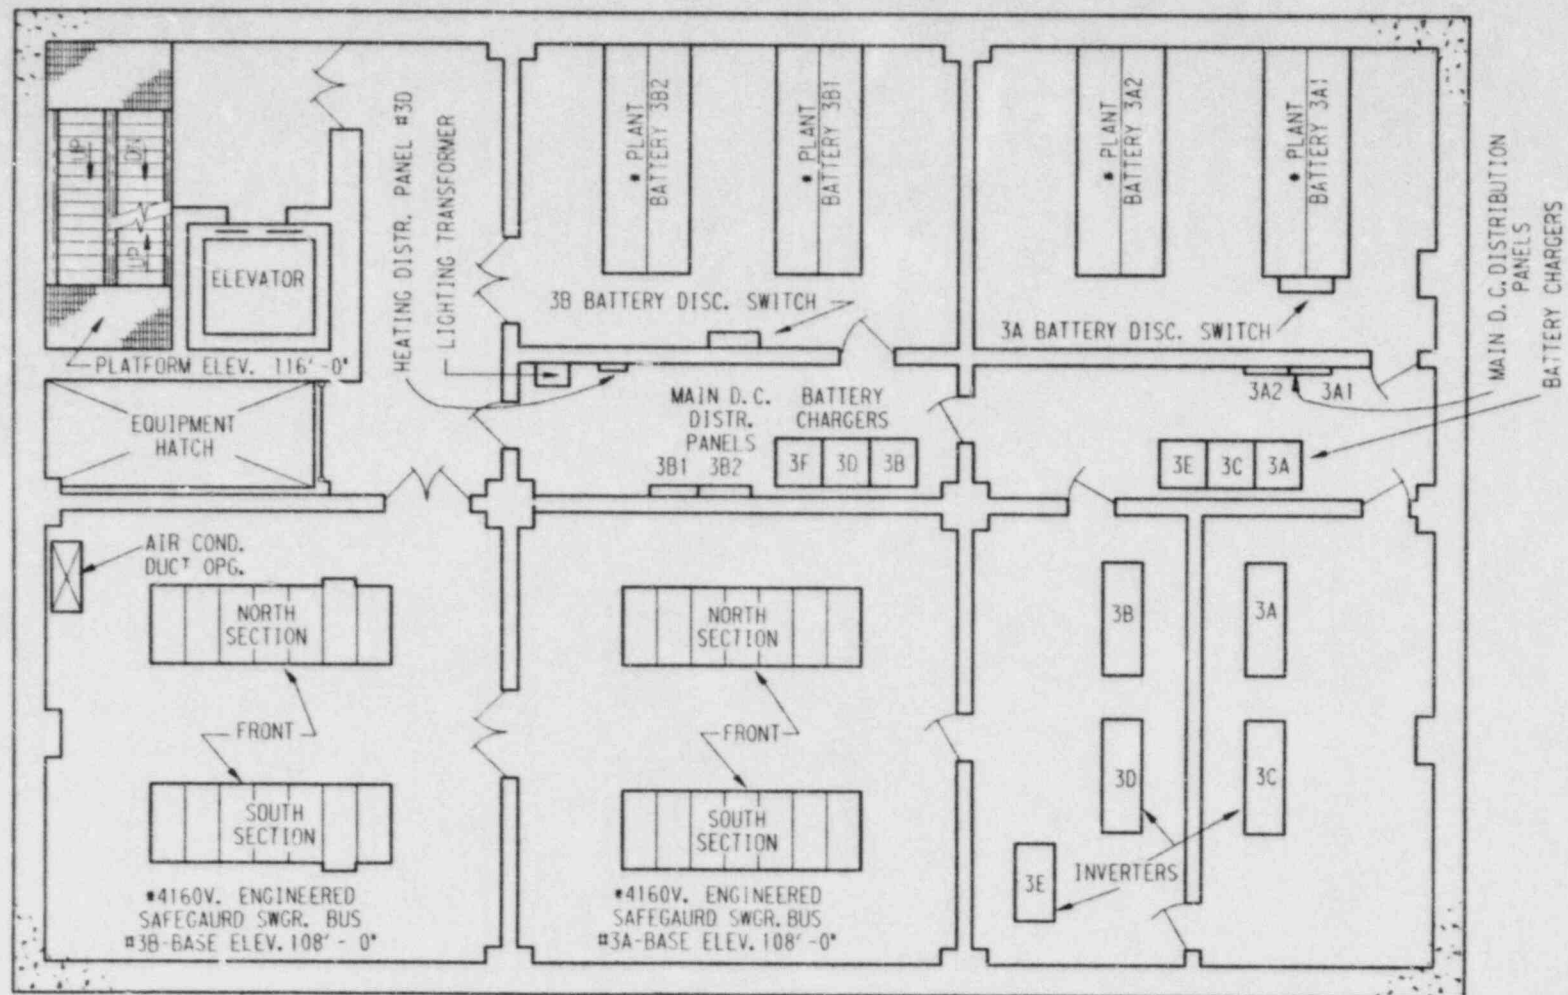 UP
DN
UP
ELEVATOR
PLATFORM ELEV. 116'-0"
EQUIPMENT
HATCH
HEATING DISTR. PANEL #3D
LIGHTING TRANSFORMER
* PLANT
BATTERY 3B2
* PLANT
BATTERY 3B1
3B BATTERY DISC. SWITCH
* PLANT
BATTERY 3A2
* PLANT
BATTERY 3A1
3A BATTERY DISC. SWITCH
MAIN D.C. DISTRIBUTION
PANELS
BATTERY CHARGERS
MAIN D.C.
DISTR.
PANELS
3B1 3B2
BATTERY
CHARGERS
3F 3D 3B
3A2 3A1
3E 3C 3A
AIR COND.
DUCT OPG.
NORTH
SECTION
FRONT
SOUTH
SECTION
*4160V. ENGINEERED
SAFEGAURD SWGR. BUS
#3B-BASE ELEV. 108' - 0"
NORTH
SECTION
FRONT
SOUTH
SECTION
*4160V. ENGINEERED
SAFEGAURD SWGR. BUS
#3A-BASE ELEV. 108' - 0"
3B
3A
3D
3C
3E
INVERTERS